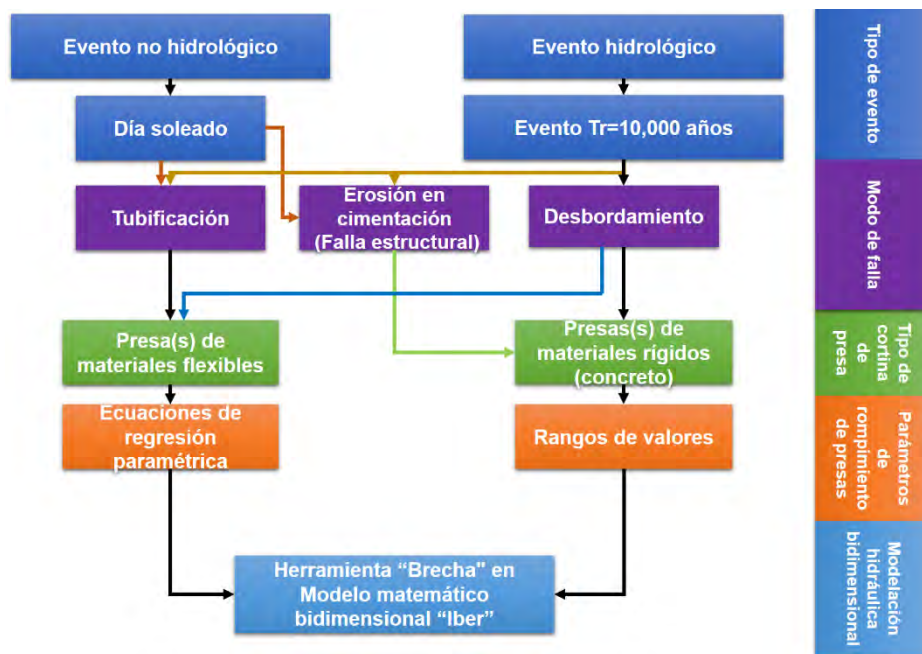 Evento no hidrológico
Evento hidrológico
Día soleado
Evento Tr=10,000 años
Tubificación
Erosión en
cimentación
(Falla estructural)
Desbordamiento
Presa(s) de
materiales flexibles
Presas(s) de
materiales rígidos
(concreto)
Ecuaciones de
regresión
paramétrica
Rangos de valores
Herramienta “Brecha" en
Modelo matemático
bidimensional “Iber”
Tipo de evento
Modo de falla
Tipo de
cortina de
presa
Parámetros
de
rompimiento
de presas
Modelación
hidráulica
bidimensional